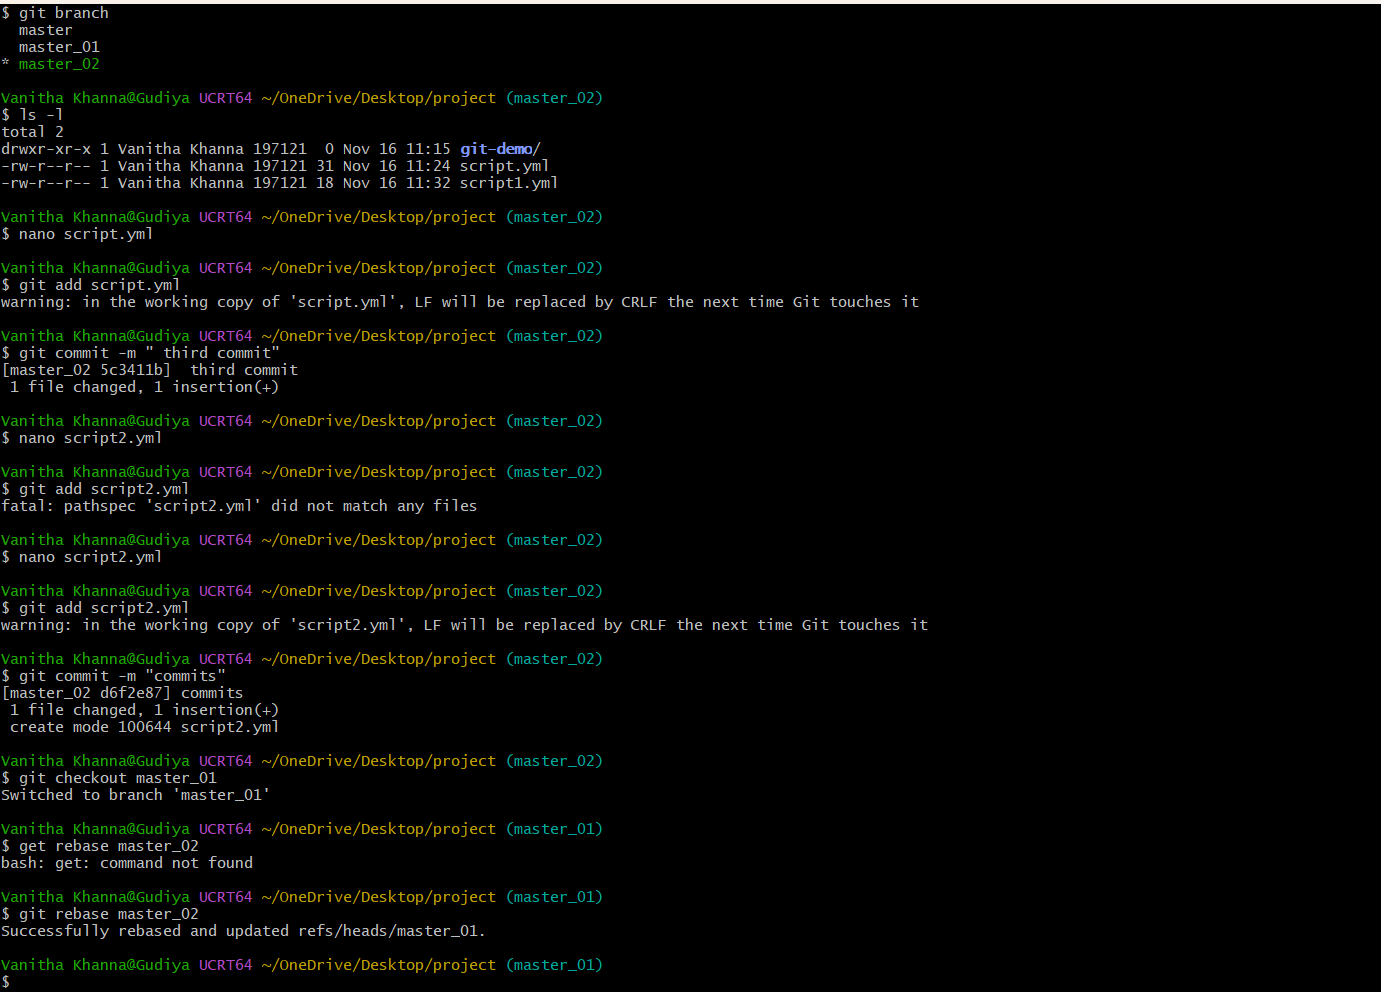 $ git branch
  master
  master_01
* master_02

Vanitha Khanna@Gudiya UCRT64 ~/OneDrive/Desktop/project (master_02)
$ ls -l
total 2
drwxr-xr-x 1 Vanitha Khanna 197121  0 Nov 16 11:15 git-demo/
-rw-r--r-- 1 Vanitha Khanna 197121 31 Nov 16 11:24 script.yml
-rw-r--r-- 1 Vanitha Khanna 197121 18 Nov 16 11:32 script1.yml

Vanitha Khanna@Gudiya UCRT64 ~/OneDrive/Desktop/project (master_02)
$ nano script.yml

Vanitha Khanna@Gudiya UCRT64 ~/OneDrive/Desktop/project (master_02)
$ git add script.yml
warning: in the working copy of 'script.yml', LF will be replaced by CRLF the next time Git touches it

Vanitha Khanna@Gudiya UCRT64 ~/OneDrive/Desktop/project (master_02)
$ git commit -m " third commit"
[master_02 5c3411b]  third commit
 1 file changed, 1 insertion(+)

Vanitha Khanna@Gudiya UCRT64 ~/OneDrive/Desktop/project (master_02)
$ nano script2.yml

Vanitha Khanna@Gudiya UCRT64 ~/OneDrive/Desktop/project (master_02)
$ git add script2.yml
fatal: pathspec 'script2.yml' did not match any files

Vanitha Khanna@Gudiya UCRT64 ~/OneDrive/Desktop/project (master_02)
$ nano script2.yml

Vanitha Khanna@Gudiya UCRT64 ~/OneDrive/Desktop/project (master_02)
$ git add script2.yml
warning: in the working copy of 'script2.yml', LF will be replaced by CRLF the next time Git touches it

Vanitha Khanna@Gudiya UCRT64 ~/OneDrive/Desktop/project (master_02)
$ git commit -m "commits"
[master_02 d6f2e87] commits
 1 file changed, 1 insertion(+)
 create mode 100644 script2.yml

Vanitha Khanna@Gudiya UCRT64 ~/OneDrive/Desktop/project (master_02)
$ git checkout master_01
Switched to branch 'master_01'

Vanitha Khanna@Gudiya UCRT64 ~/OneDrive/Desktop/project (master_01)
$ get rebase master_02
bash: get: command not found

Vanitha Khanna@Gudiya UCRT64 ~/OneDrive/Desktop/project (master_01)
$ git rebase master_02
Successfully rebased and updated refs/heads/master_01.

Vanitha Khanna@Gudiya UCRT64 ~/OneDrive/Desktop/project (master_01)
$